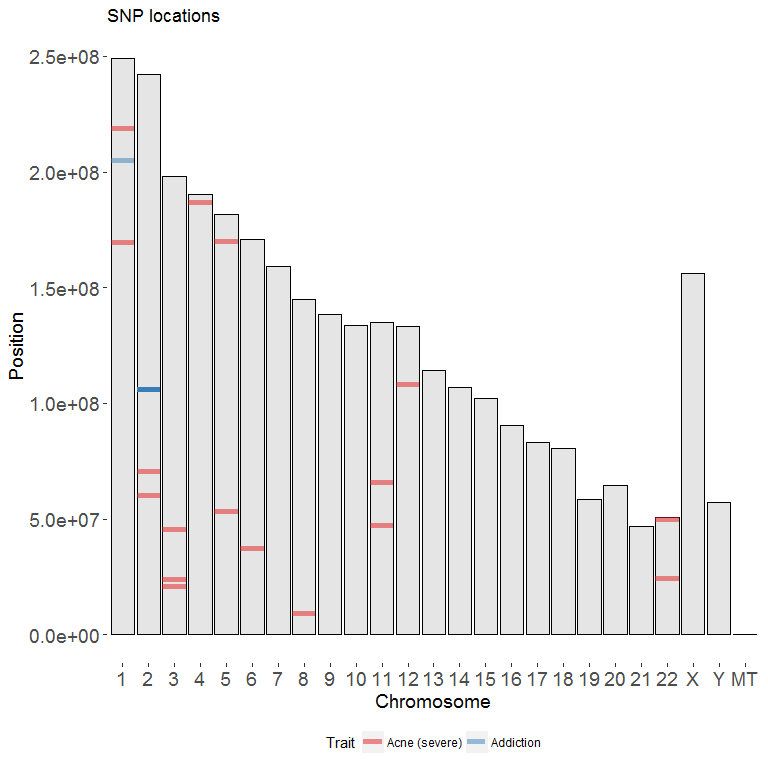 SNP locations
2.5e+08
2.0e+08
1.5e+08
1.0e+08
5.0e+07
0.0e+00
Position
1 2 3 4 5 6 7 8 9 10 11 12 13 14 15 16 17 18 19 20 21 22 X Y MT
Chromosome
Trait Acne (severe) Addiction